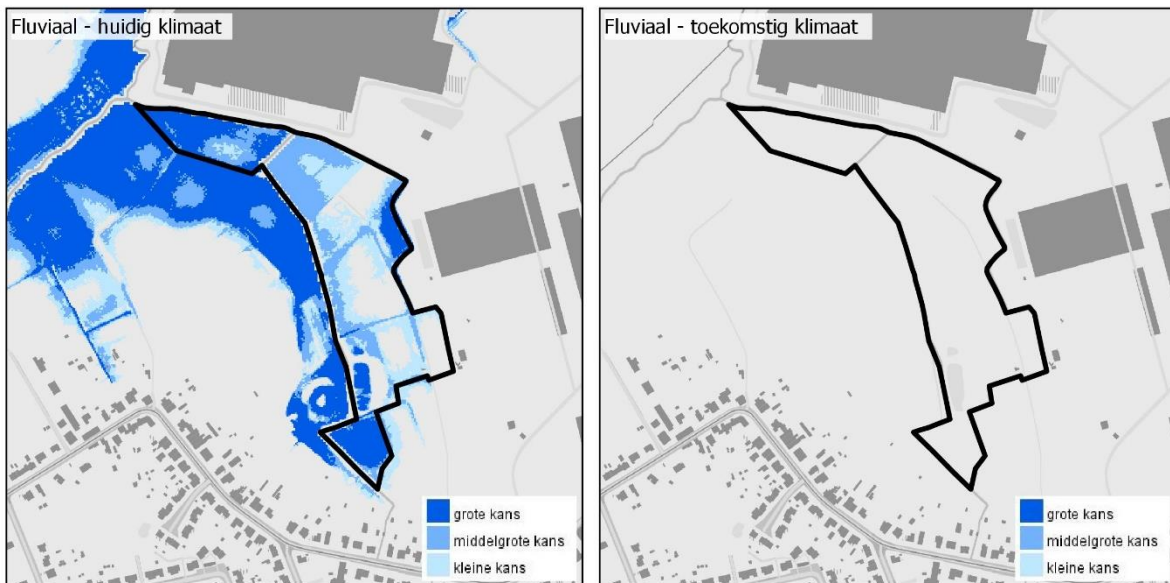 Fluviaal - huidig klimaat
grote kans
middelgrote kans
kleine kans
Fluviaal - toekomstig klimaat
grote kans
middelgrote kans
kleine kans